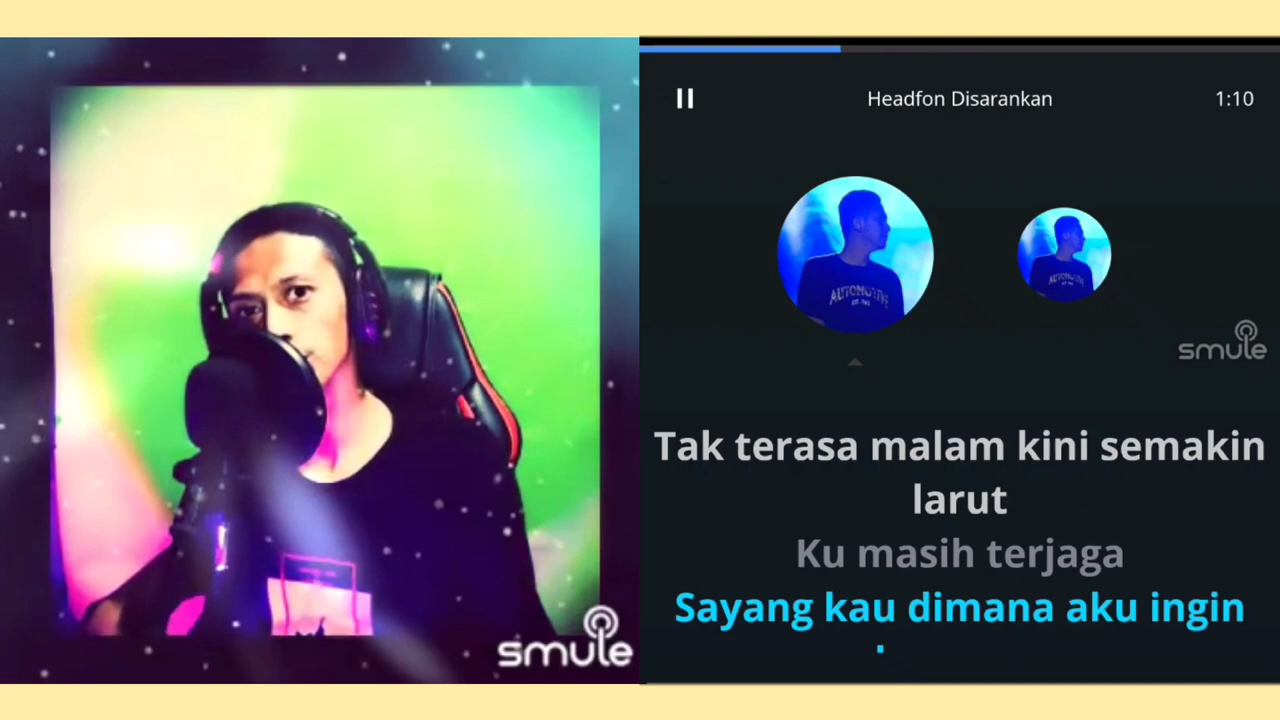 smule
Headfon Disarankan
1:10
AUTOMOTIVE
smule
Tak terasa malam kini semakin
larut
Ku masih terjaga
Sayang kau dimana aku ingin